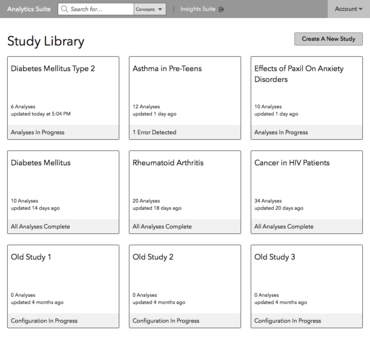 Analytics Suite
Search for...
Concepts
Insights Suite
Account
Study Library
Create A New Study
Diabetes Mellitus Type 2
6 Analyses
updated today at 5:04 PM
Analyses In Progress
Asthma in Pre-Teens
12 Analyses
updated 1 day ago
1 Error Detected
Effects of Paxil On Anxiety
Disorders
10 Analyses
updated 1 day ago
Analyses In Progress
Diabetes Mellitus
10 Analyses
updated 14 days ago
All Analyses Complete
Rheumatoid Arthritis
20 Analyses
updated 18 days ago
All Analyses Complete
Cancer in HIV Patients
34 Analyses
updated 20 days ago
All Analyses Complete
Old Study 1
0 Analyses
updated 4 months ago
Configuration In Progress
Old Study 2
0 Analyses
updated 4 months ago
Configuration In Progress
Old Study 3
0 Analyses
updated 4 months ago
Configuration In Progress